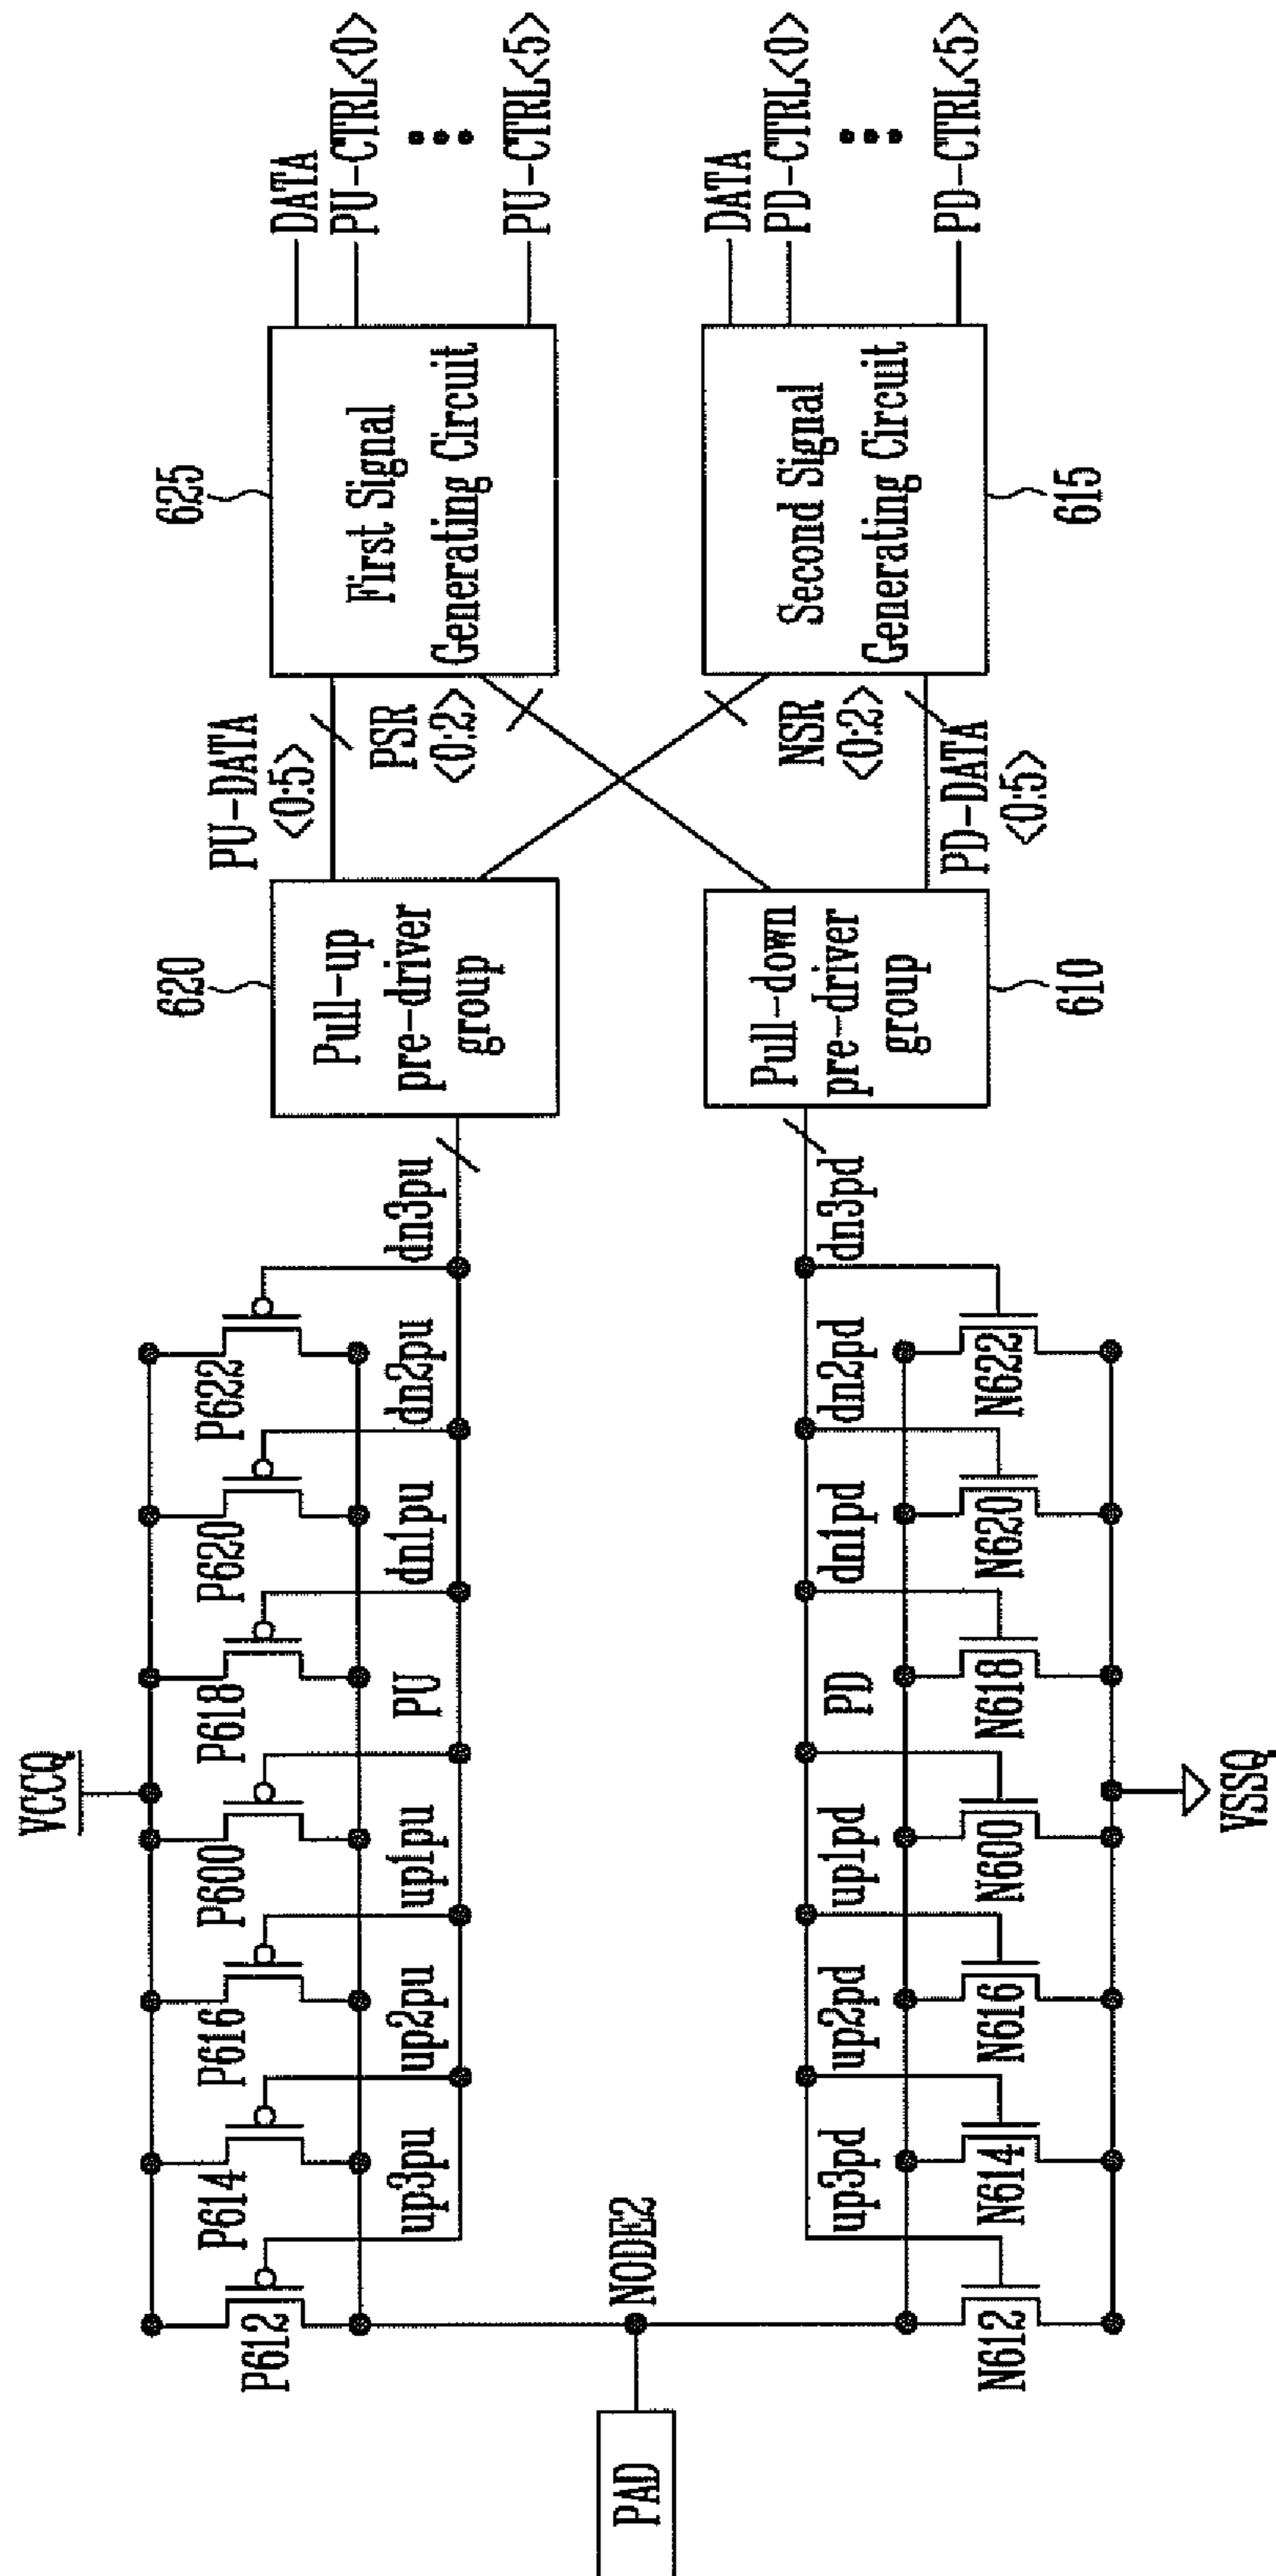 DATA
PU-CTRL<0>
PU-CTRL<5>
DATA
PD-CTRL<0>
PD-CTRL<5>
625
First Signal
Generating Circuit
Second Signal
Generating Circuit
615
PU-DATA
<0:5>
PSR
<0:2>
NSR
<0:2>
PD-DATA
<0:5>
620
Pull-up
pre-driver
group
Pull-down
pre-driver
group
610
VCCQ
P612
P614
P616
P600
P618
P620
P622
up3pu
up2pu
up1pu
PU
dn1pu
dn2pu
dn3pu
PAD
NODE2
up3pd
up2pd
up1pd
PD
dn1pd
dn2pd
dn3pd
N612
N614
N616
N600
N618
N620
N622
VSSQ